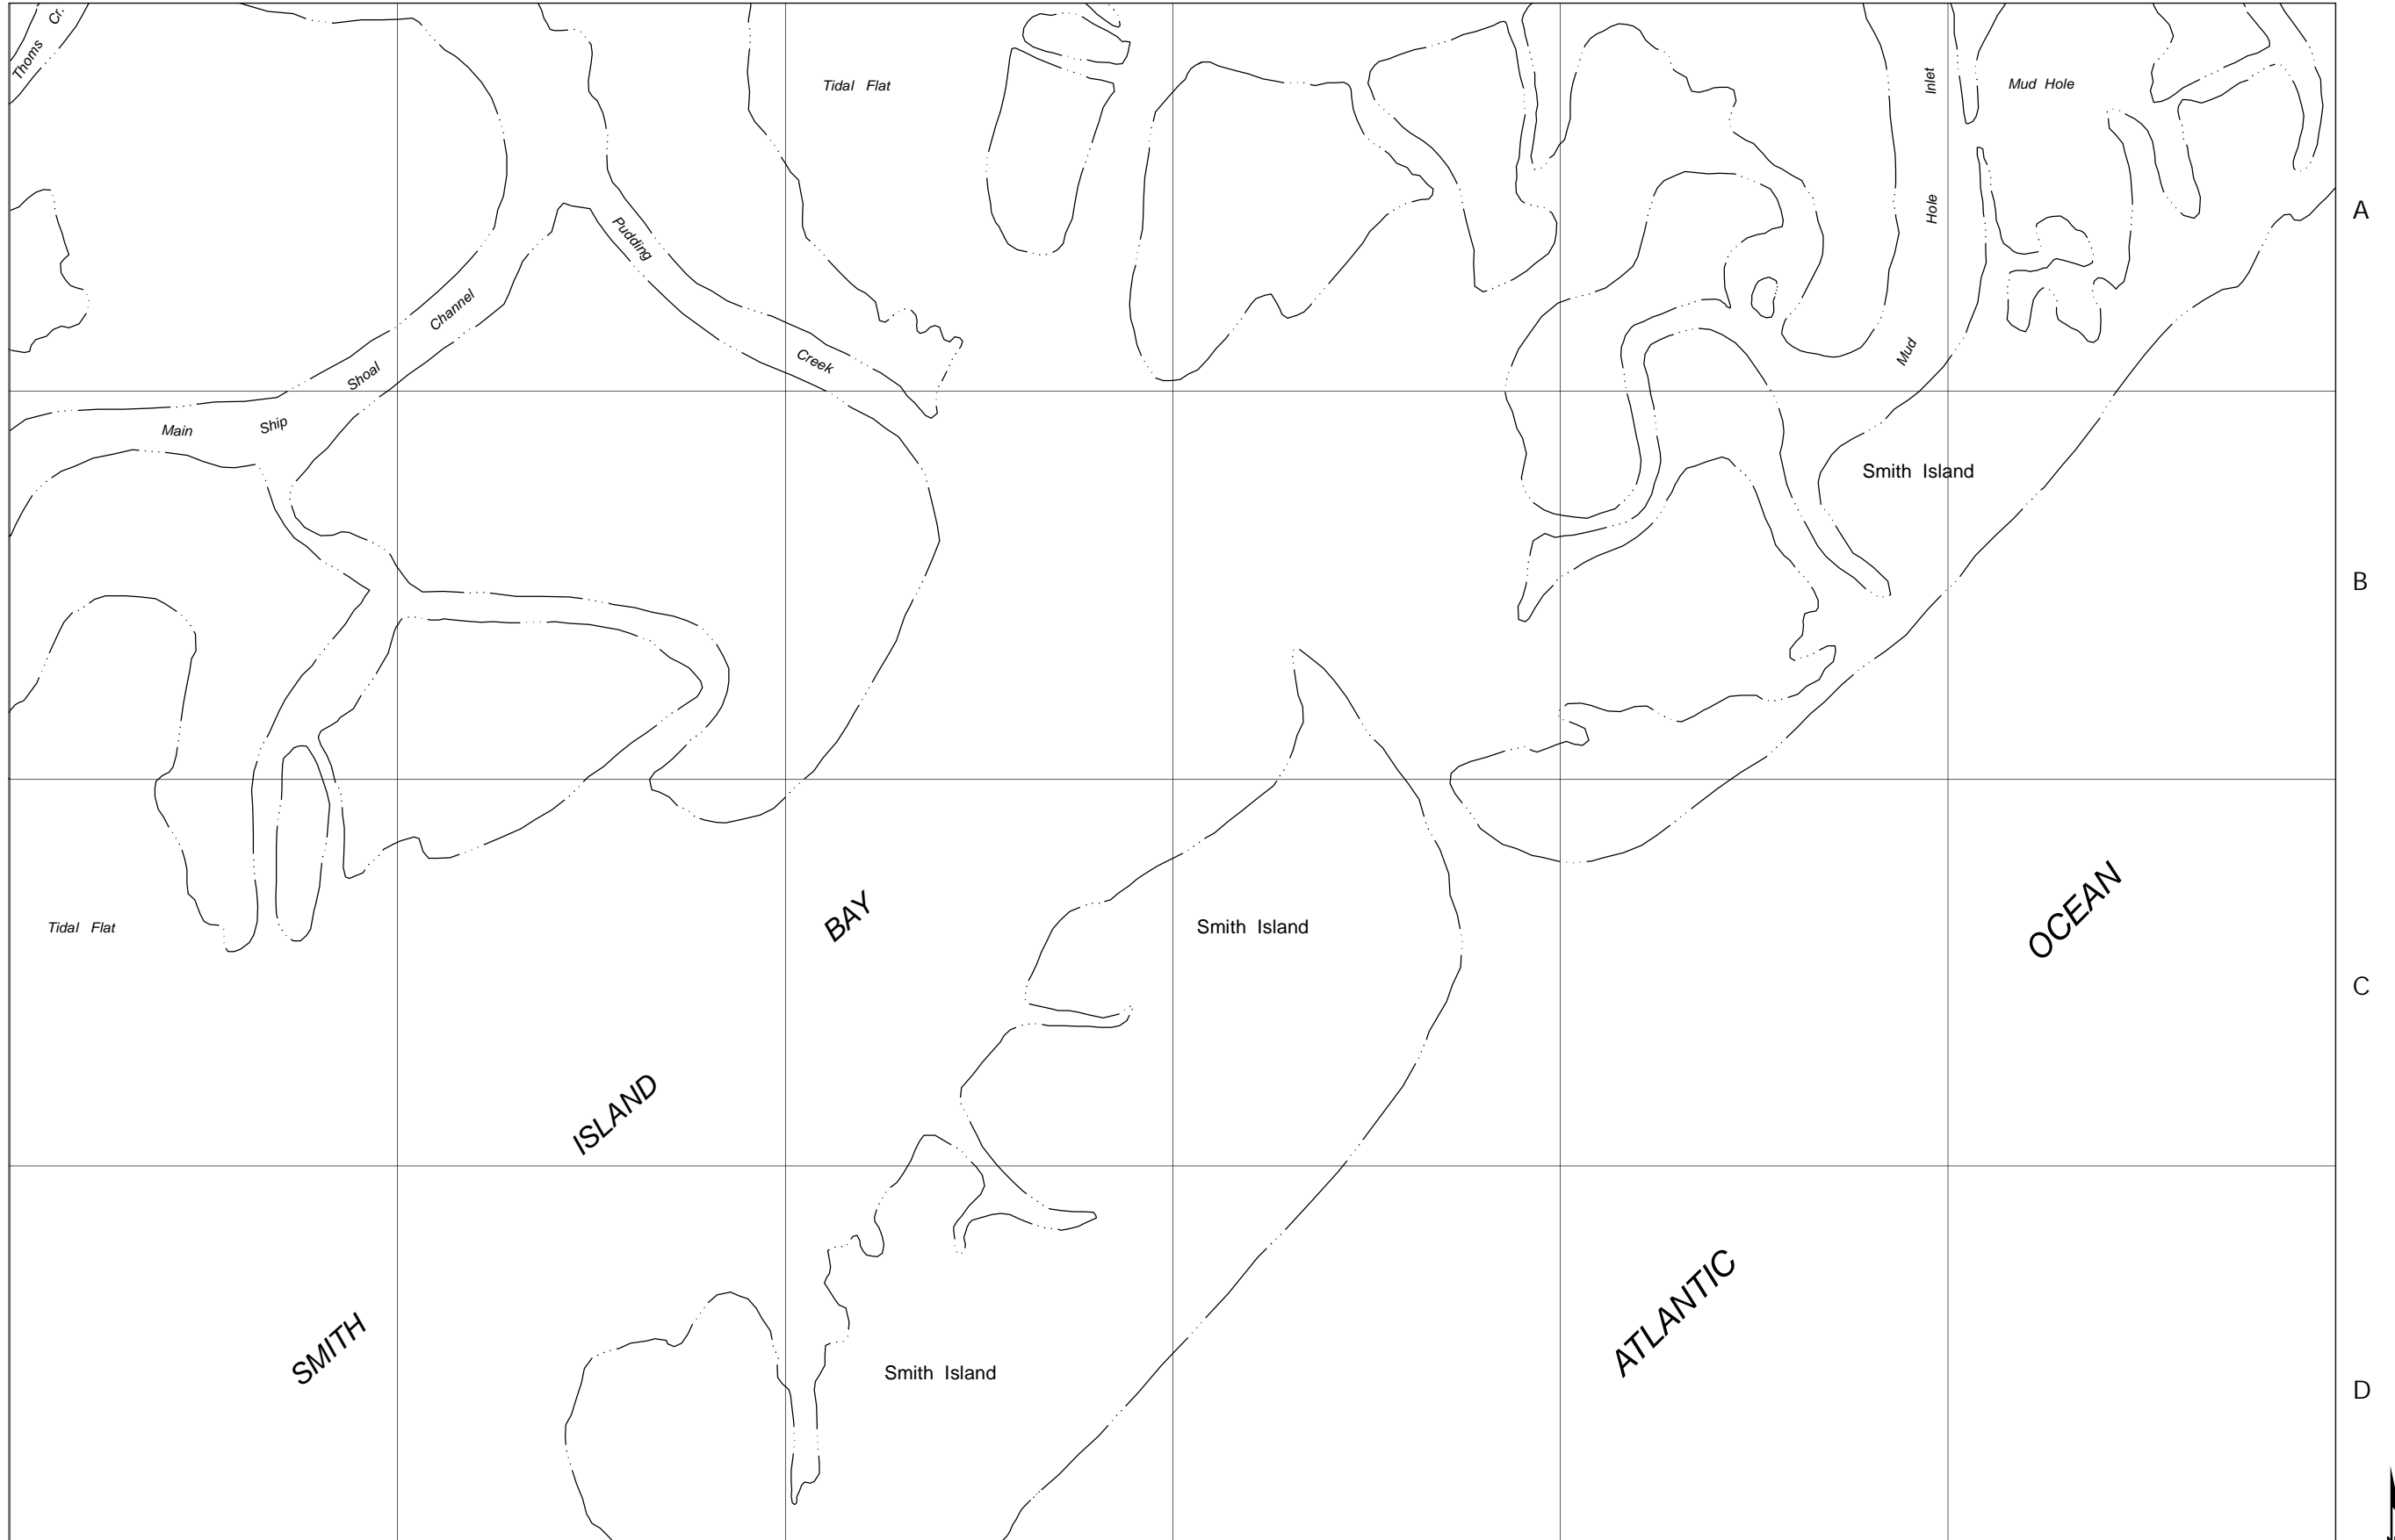 Thoms Cr.
Tidal Flat
Inlet
Mud Hole
Hole
A
Pudding
Channel
Mud
Creek
Shoal
Main Ship
Smith Island
B
BAY
OCEAN
Tidal Flat
Smith Island
C
ISLAND
ATLANTIC
SMITH
Smith Island
D